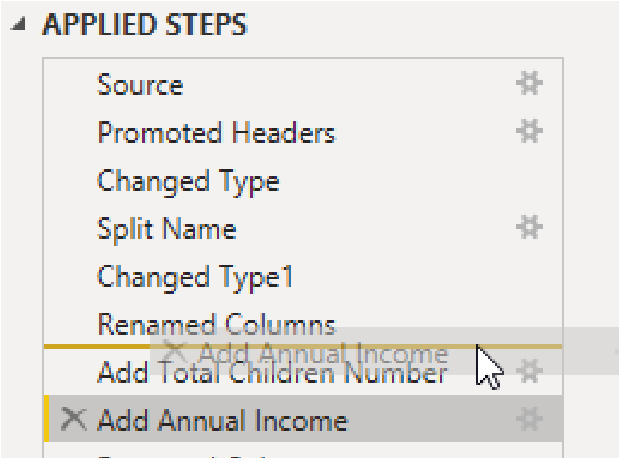 APPLIED STEPS
Source
Promoted Headers
Changed Type
Split Name
Changed Type1
Renamed Columns
Add Annual Income
Add Total Children Number
Add Annual Income